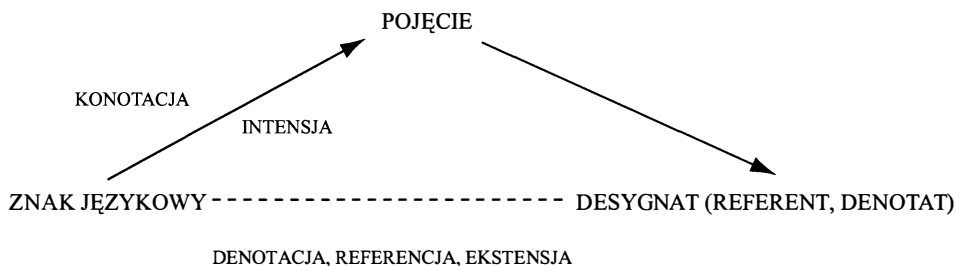 POJĘCIE
KONOTACJA
INTENSJA
ZNAK JĘZYKOWY
DESYGNAT (REFERENT, DENOTAT)
DENOTACJA, REFERENCJA, EKSTENSJA